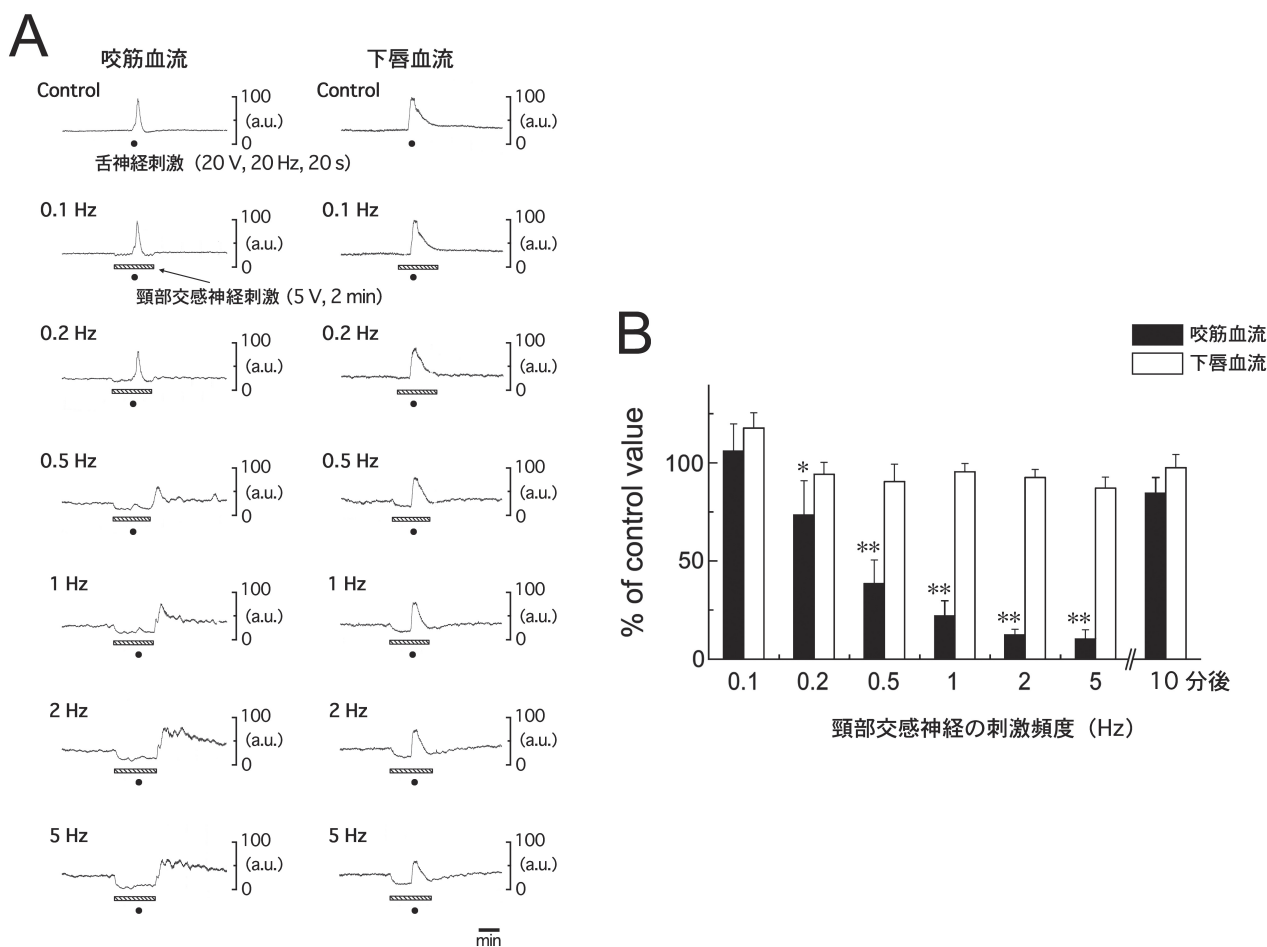 A
咬筋血流
下唇血流
Control
100
(a.u.)
0
Control
100
(a.u.)
0
舌神経刺激（20 V, 20 Hz, 20 s）
0.1 Hz
100
(a.u.)
0
0.1 Hz
100
(a.u.)
0
頸部交感神経刺激（5 V, 2 min）
0.2 Hz
100
(a.u.)
0
0.2 Hz
100
(a.u.)
0
0.5 Hz
100
(a.u.)
0
0.5 Hz
100
(a.u.)
0
1 Hz
100
(a.u.)
0
1 Hz
100
(a.u.)
0
2 Hz
100
(a.u.)
0
2 Hz
100
(a.u.)
0
5 Hz
100
(a.u.)
0
5 Hz
100
(a.u.)
0
min
B
咬筋血流
下唇血流
% of control value
100
50
0
*
**
**
**
**
0.1 0.2 0.5 1 2 5 10 分後
頸部交感神経の刺激頻度（Hz）